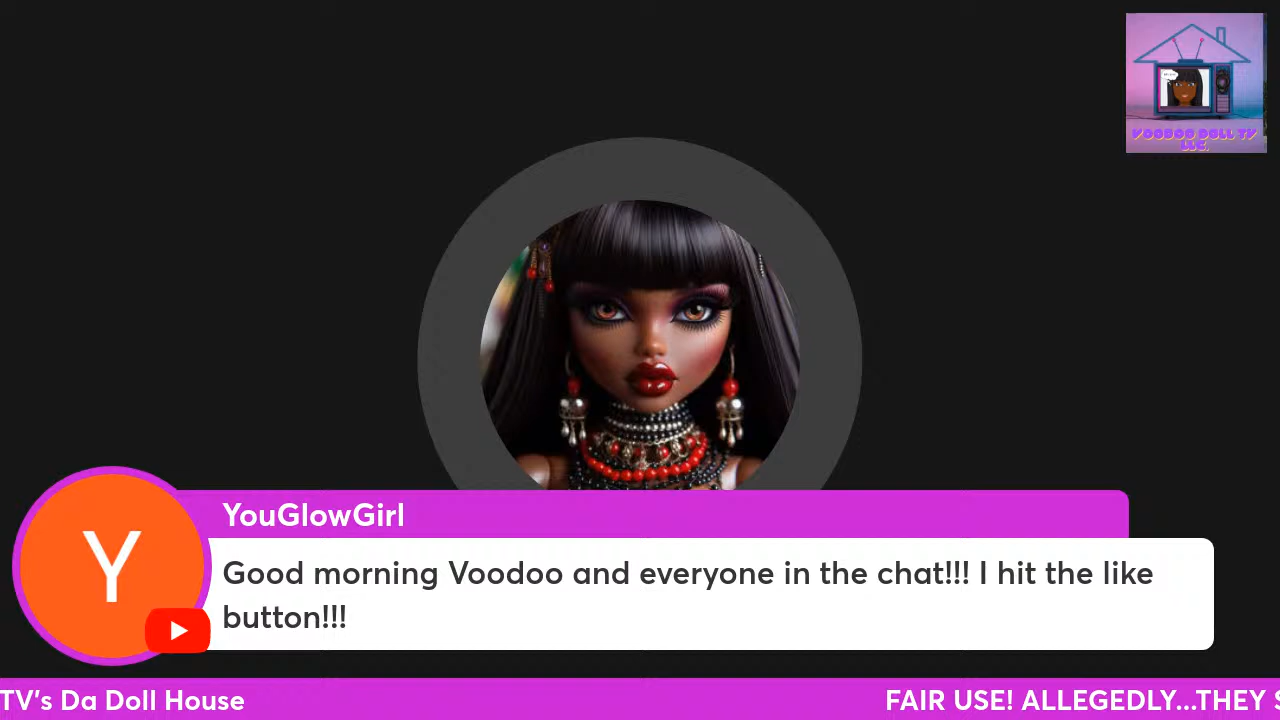 VOODOO DOLL TV
LLC.
YouGlowGirl
Y
Good morning Voodoo and everyone in the chat!!! I hit the like
button!!!
TV's Da Doll House
FAIR USE! ALLEGEDLY...THEY S